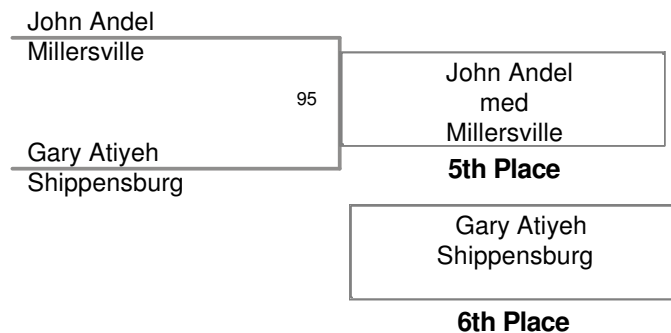 John Andel
Millersville
95
Gary Atiyeh
Shippensburg
John Andel
med
Millersville
5th Place
Gary Atiyeh
Shippensburg
6th Place